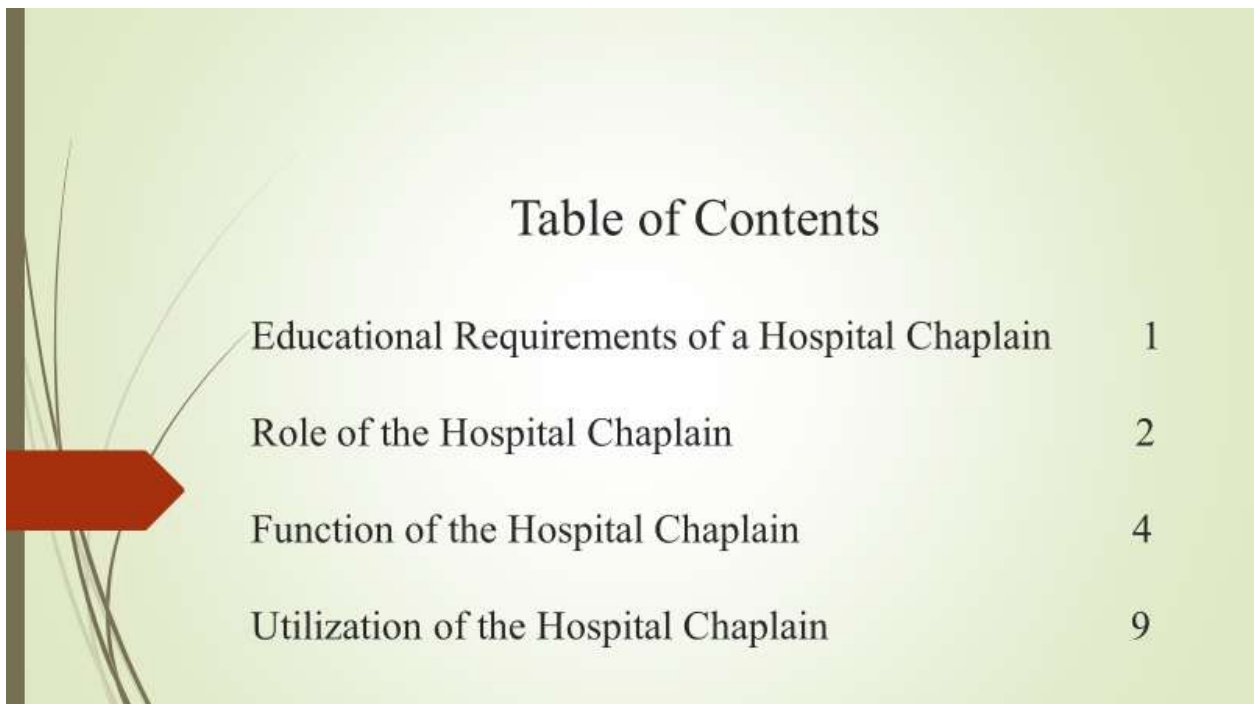 Table of Contents
Educational Requirements of a Hospital Chaplain 1
Role of the Hospital Chaplain 2
Function of the Hospital Chaplain 4
Utilization of the Hospital Chaplain 9